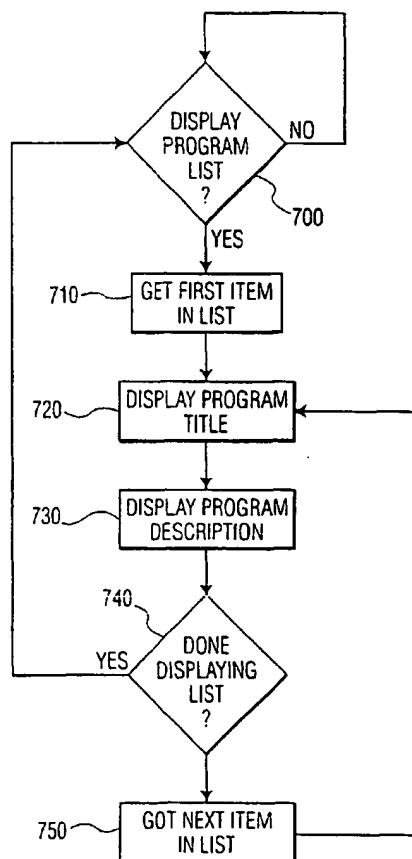 DISPLAY
PROGRAM
LIST
?
NO
700
YES
710
GET FIRST ITEM
IN LIST
720
DISPLAY PROGRAM
TITLE
730
DISPLAY PROGRAM
DESCRIPTION
740
YES
DONE
DISPLAYING
LIST
?
750
GOT NEXT ITEM
IN LIST